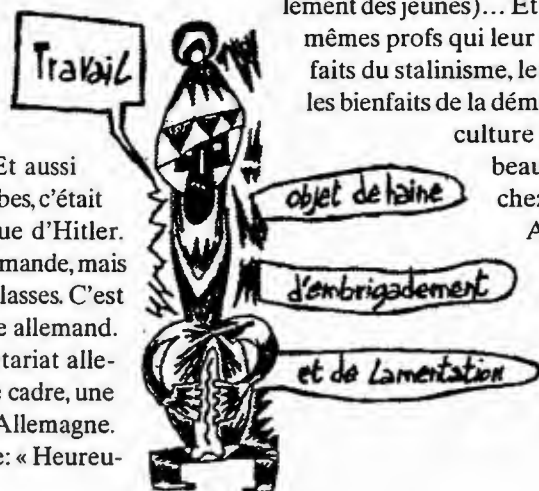 Travail
Et aussi
bes, c'était
ue d'Hitler.
mande, mais
lasses. C'est
e allemand.
tariat alle-
e cadre, une
Allemagne.
e: « Heureu-
lement des jeunes)... Et
mêmes profs qui leur
faits du stalinisme, le
les bienfaits de la dém
culture
beau
chez
A
objet de haine
d'embrigadement
et de lamentation